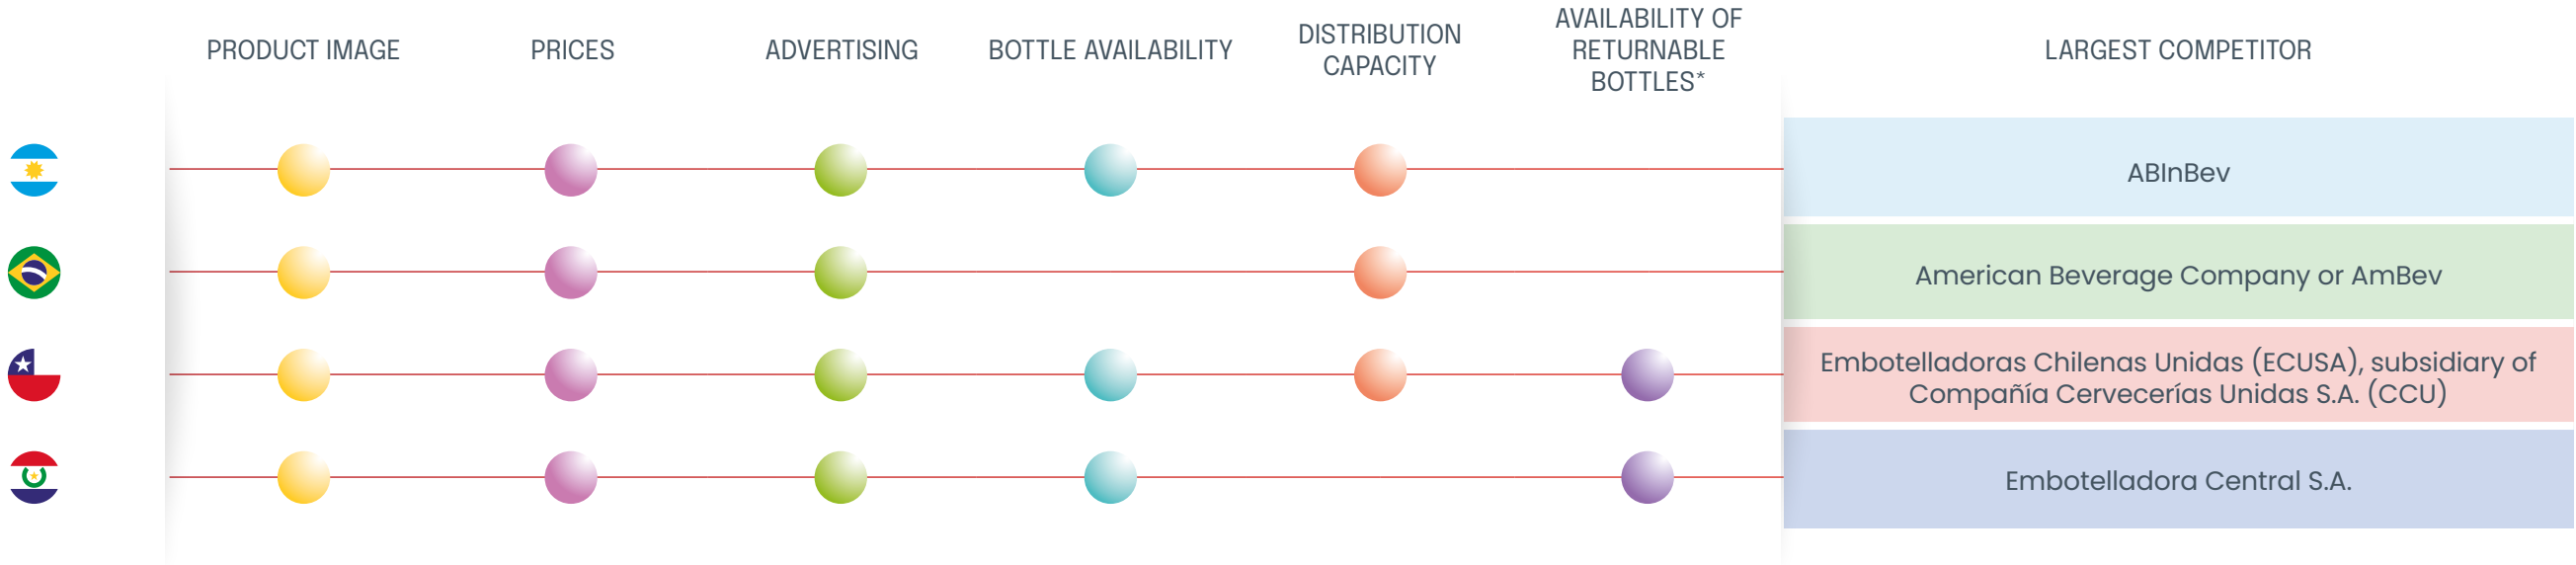 PRODUCT IMAGE
PRICES
ADVERTISING
BOTTLE AVAILABILITY
DISTRIBUTION
CAPACITY
AVAILABILITY OF
RETURNABLE
BOTTLES*
LARGEST COMPETITOR
ABInBev
American Beverage Company or AmBev
Embotelladoras Chilenas Unidas (ECUSA), subsidiary of
Compañía Cervecerías Unidas S.A. (CCU)
Embotelladora Central S.A.